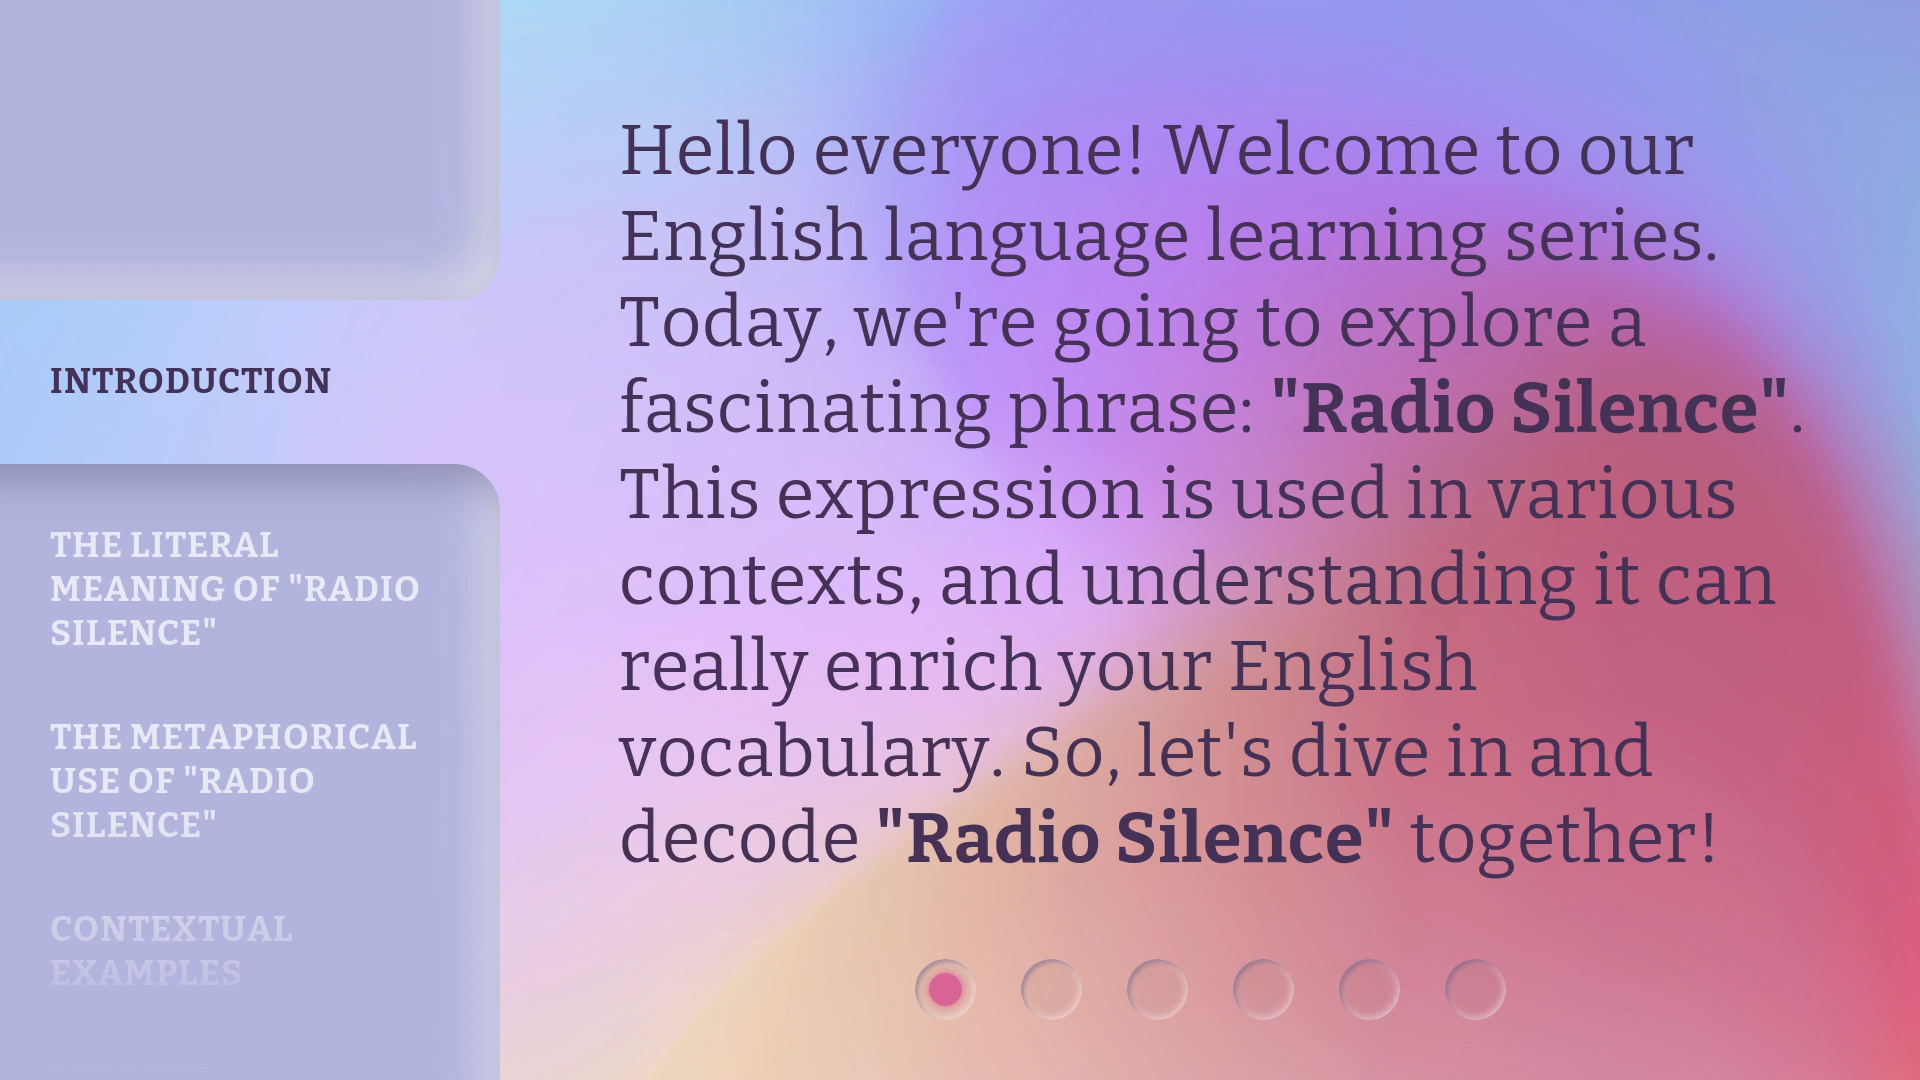 INTRODUCTION
THE LITERAL
MEANING OF "RADIO
SILENCE"
THE METAPHORICAL
USE OF "RADIO
SILENCE"
CONTEXTUAL
EXAMPLES
Hello everyone! Welcome to our
English language learning series.
Today, we're going to explore a
fascinating phrase: "Radio Silence".
This expression is used in various
contexts, and understanding it can
really enrich your English
vocabulary. So, let's dive in and
decode "Radio Silence" together!